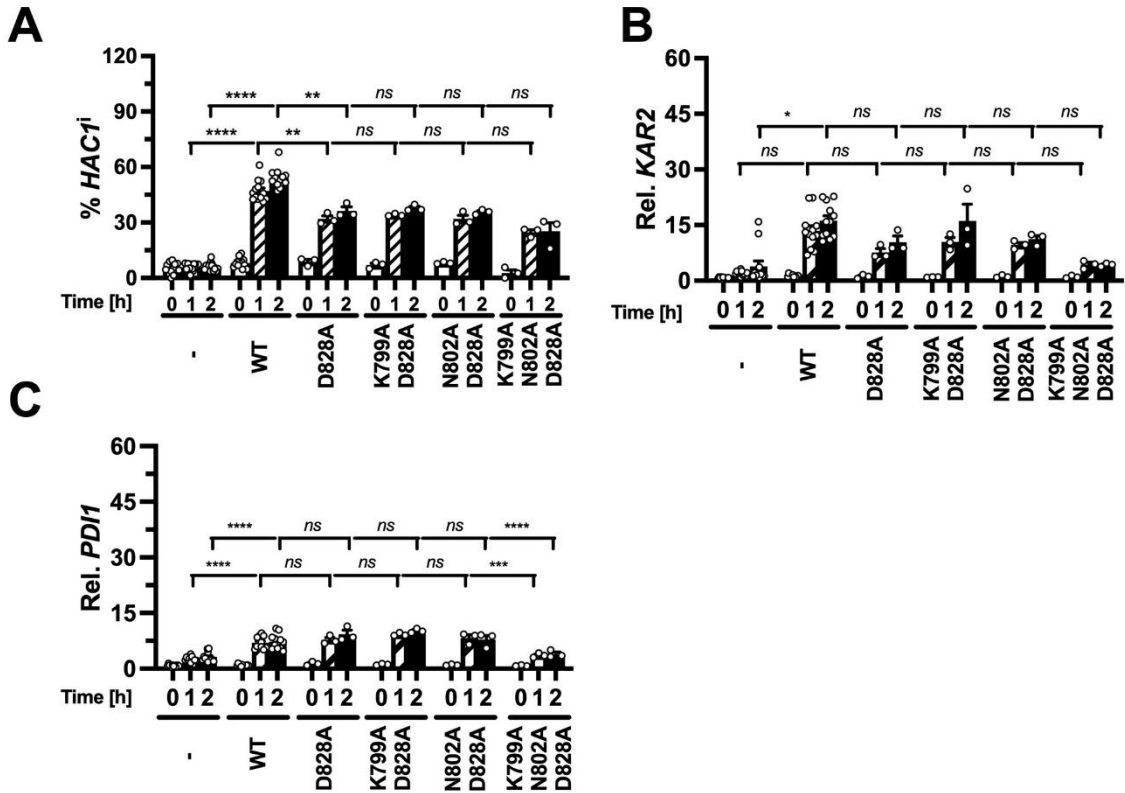 A
120
90
60
30
0
% HAC1ⁱ
**** ** ns ns ns
**** ** ns ns ns
Time [h] 0 1 2 0 1 2 0 1 2 0 1 2 0 1 2 0 1 2
-
WT
D828A
K799A
D828A
N802A
D828A
K799A
N802A
D828A
B
60
45
30
15
0
Rel. KAR2
* ns ns ns ns
ns ns ns ns ns
Time [h] 0 1 2 0 1 2 0 1 2 0 1 2 0 1 2 0 1 2
-
WT
D828A
K799A
D828A
N802A
D828A
K799A
N802A
D828A
C
60
45
30
15
0
Rel. PDI1
**** ns ns ns ****
**** ns ns ns ***
Time [h] 0 1 2 0 1 2 0 1 2 0 1 2 0 1 2 0 1 2
-
WT
D828A
K799A
D828A
N802A
D828A
K799A
N802A
D828A